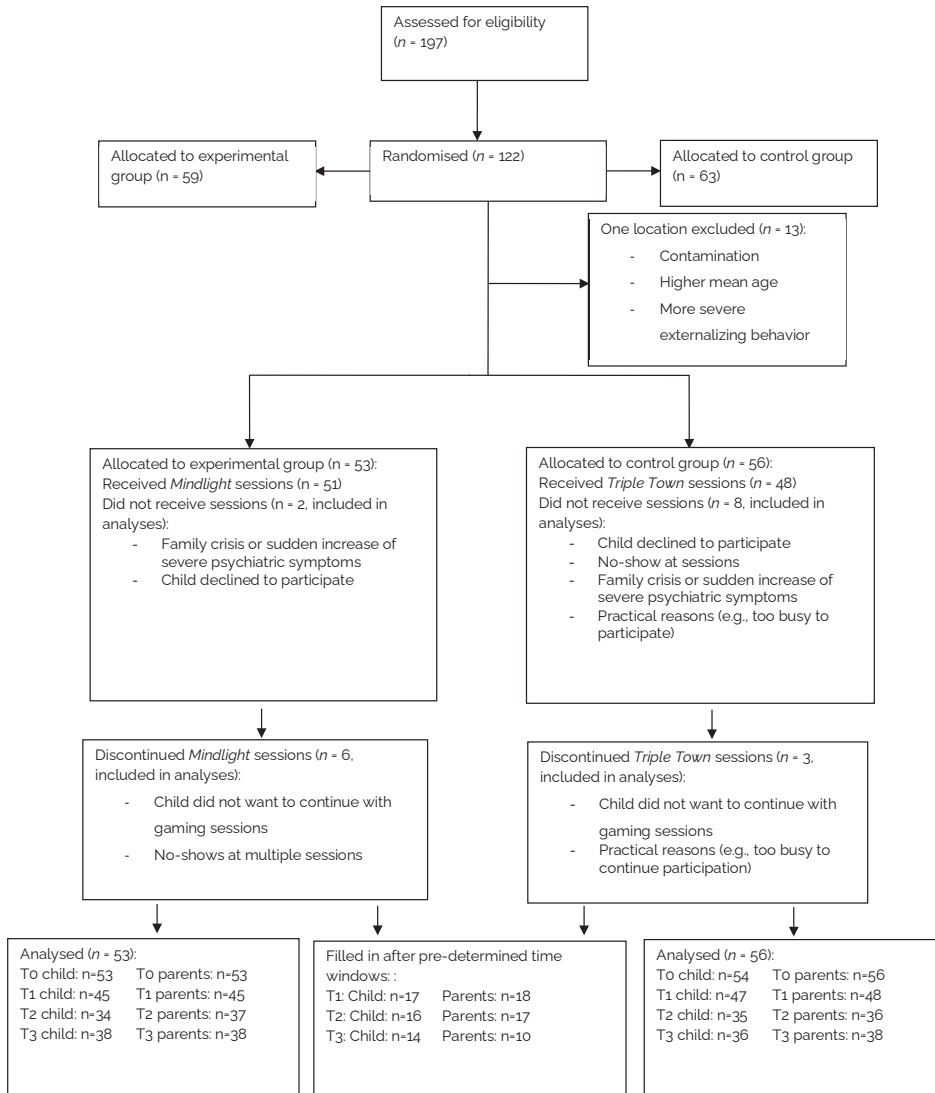 Assessed for eligibility
(n = 197)
Allocated to experimental
group (n = 59)
Randomised (n = 122)
Allocated to control group
(n = 63)
One location excluded (n = 13):
- Contamination
- Higher mean age
- More severe
externalizing behavior
Allocated to experimental group (n = 53):
Received Mindlight sessions (n = 51)
Did not receive sessions (n = 2, included in
analyses):
- Family crisis or sudden increase of
severe psychiatric symptoms
- Child declined to participate
Allocated to control group (n = 56):
Received Triple Town sessions (n = 48)
Did not receive sessions (n = 8, included in
analyses):
- Child declined to participate
- No-show at sessions
- Family crisis or sudden increase of
severe psychiatric symptoms
- Practical reasons (e.g., too busy to
participate)
Discontinued Mindlight sessions (n = 6,
included in analyses):
- Child did not want to continue with
gaming sessions
- No-shows at multiple sessions
Discontinued Triple Town sessions (n = 3,
included in analyses):
- Child did not want to continue with
gaming sessions
- Practical reasons (e.g., too busy to
continue participation)
Analysed (n = 53):
T0 child: n=53 T0 parents: n=53
T1 child: n=45 T1 parents: n=45
T2 child: n=34 T2 parents: n=37
T3 child: n=38 T3 parents: n=38
Filled in after pre-determined time
windows: :
T1: Child: n=17 Parents: n=18
T2: Child: n=16 Parents: n=17
T3: Child: n=14 Parents: n=10
Analysed (n = 56):
T0 child: n=54 T0 parents: n=56
T1 child: n=47 T1 parents: n=48
T2 child: n=35 T2 parents: n=36
T3 child: n=36 T3 parents: n=38